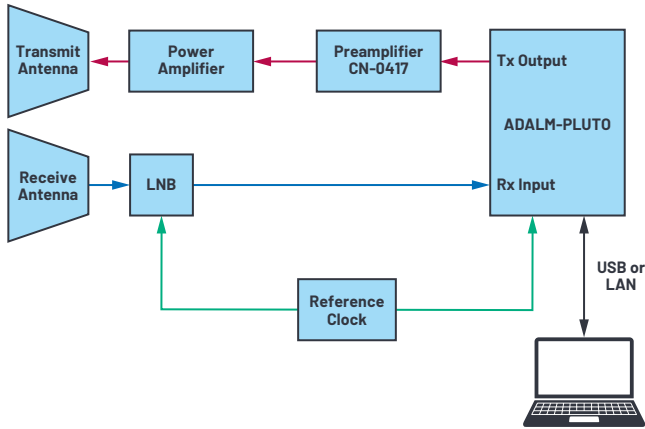 Transmit
Antenna
Power
Amplifier
Preamplifier
CN-0417
Tx Output
ADALM-PLUTO
Receive
Antenna
LNB
Rx Input
USB or
LAN
Reference
Clock